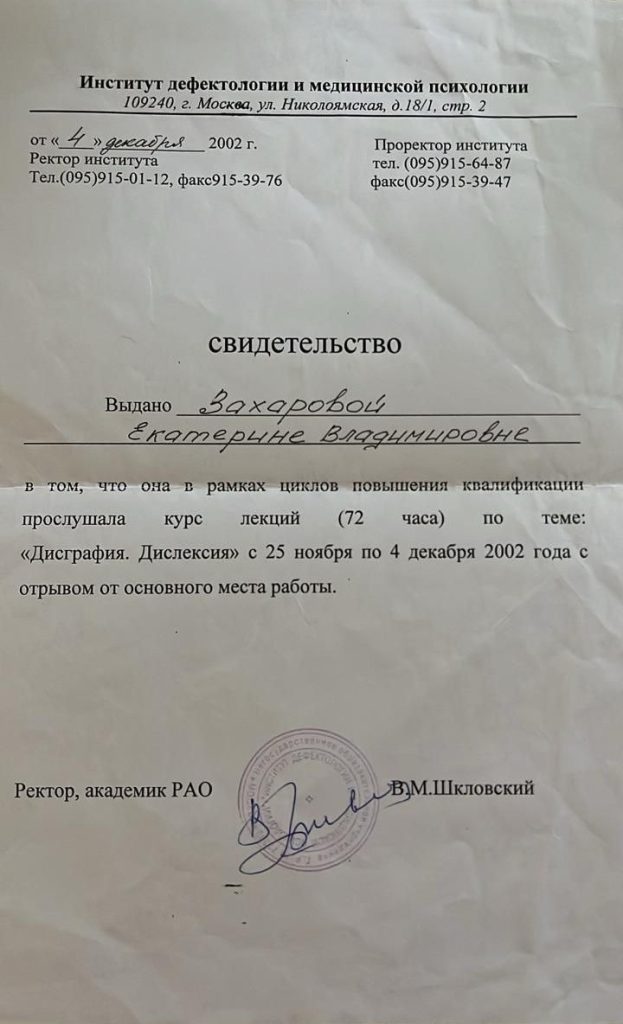 Институт дефектологии и медицинской психологии
109240, г. Москва, ул. Николоямская, д.18/1, стр. 2
от «4» декабря 2002 г.
Ректор института
Тел.(095)915-01-12, факс915-39-76
Проректор института
тел. (095)915-64-87
факс(095)915-39-47
свидетельство
Выдано Захаровой
Екатерине Владимировне
в том, что она в рамках циклов повышения квалификации
прослушала курс лекций (72 часа) по теме:
«Дисграфия. Дислексия» с 25 ноября по 4 декабря 2002 года с
отрывом от основного места работы.
Ректор, академик РАО
В.М.Шкловский